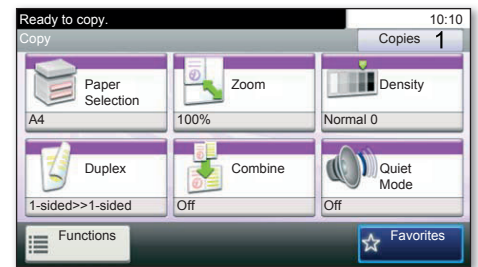 Ready to copy.
10:10
Copy
Copies 1
Paper
Selection
A4
Zoom
100%
Density
Normal 0
Duplex
1-sided>>1-sided
Combine
Off
Quiet
Mode
Off
Functions
Favorites